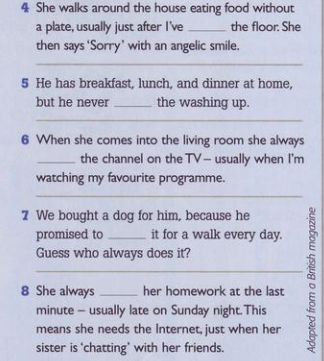 4 She walks around the house eating food without
a plate, usually just after I've ______ the floor. She
then says 'Sorry' with an angelic smile.
5 He has breakfast, lunch, and dinner at home,
but he never ______ the washing up.
6 When she comes into the living room she always
______ the channel on the TV – usually when I'm
watching my favourite programme.
7 We bought a dog for him, because he
promised to ______ it for a walk every day.
Guess who always does it?
8 She always ______ her homework at the last
minute – usually late on Sunday night. This
means she needs the Internet, just when her
sister is 'chatting' with her friends.
Adapted from a British magazine